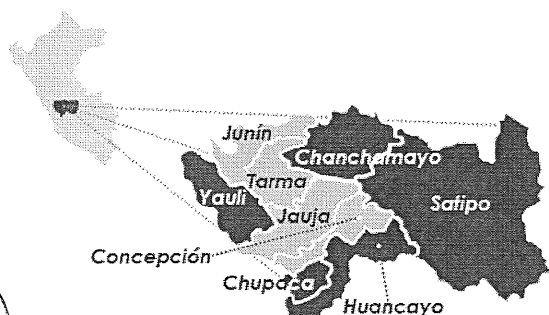 Junín
Chanchamayo
Tarma
Yauli
Satipo
Jauja
Concepción
Chupaca
Huancayo